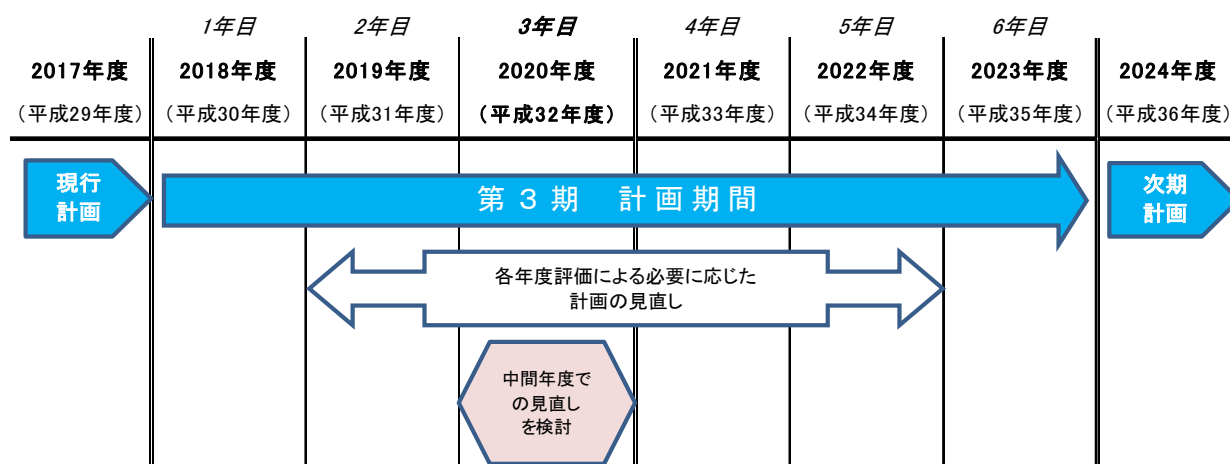 1年目 2年目 3年目 4年目 5年目 6年目
2017年度 2018年度 2019年度 2020年度 2021年度 2022年度 2023年度 2024年度
（平成29年度） （平成30年度） （平成31年度） （平成32年度） （平成33年度） （平成34年度） （平成35年度） （平成36年度）
現行
計画
第３期　計画期間
次期
計画
各年度評価による必要に応じた
計画の見直し
中間年度で
の見直し
を検討